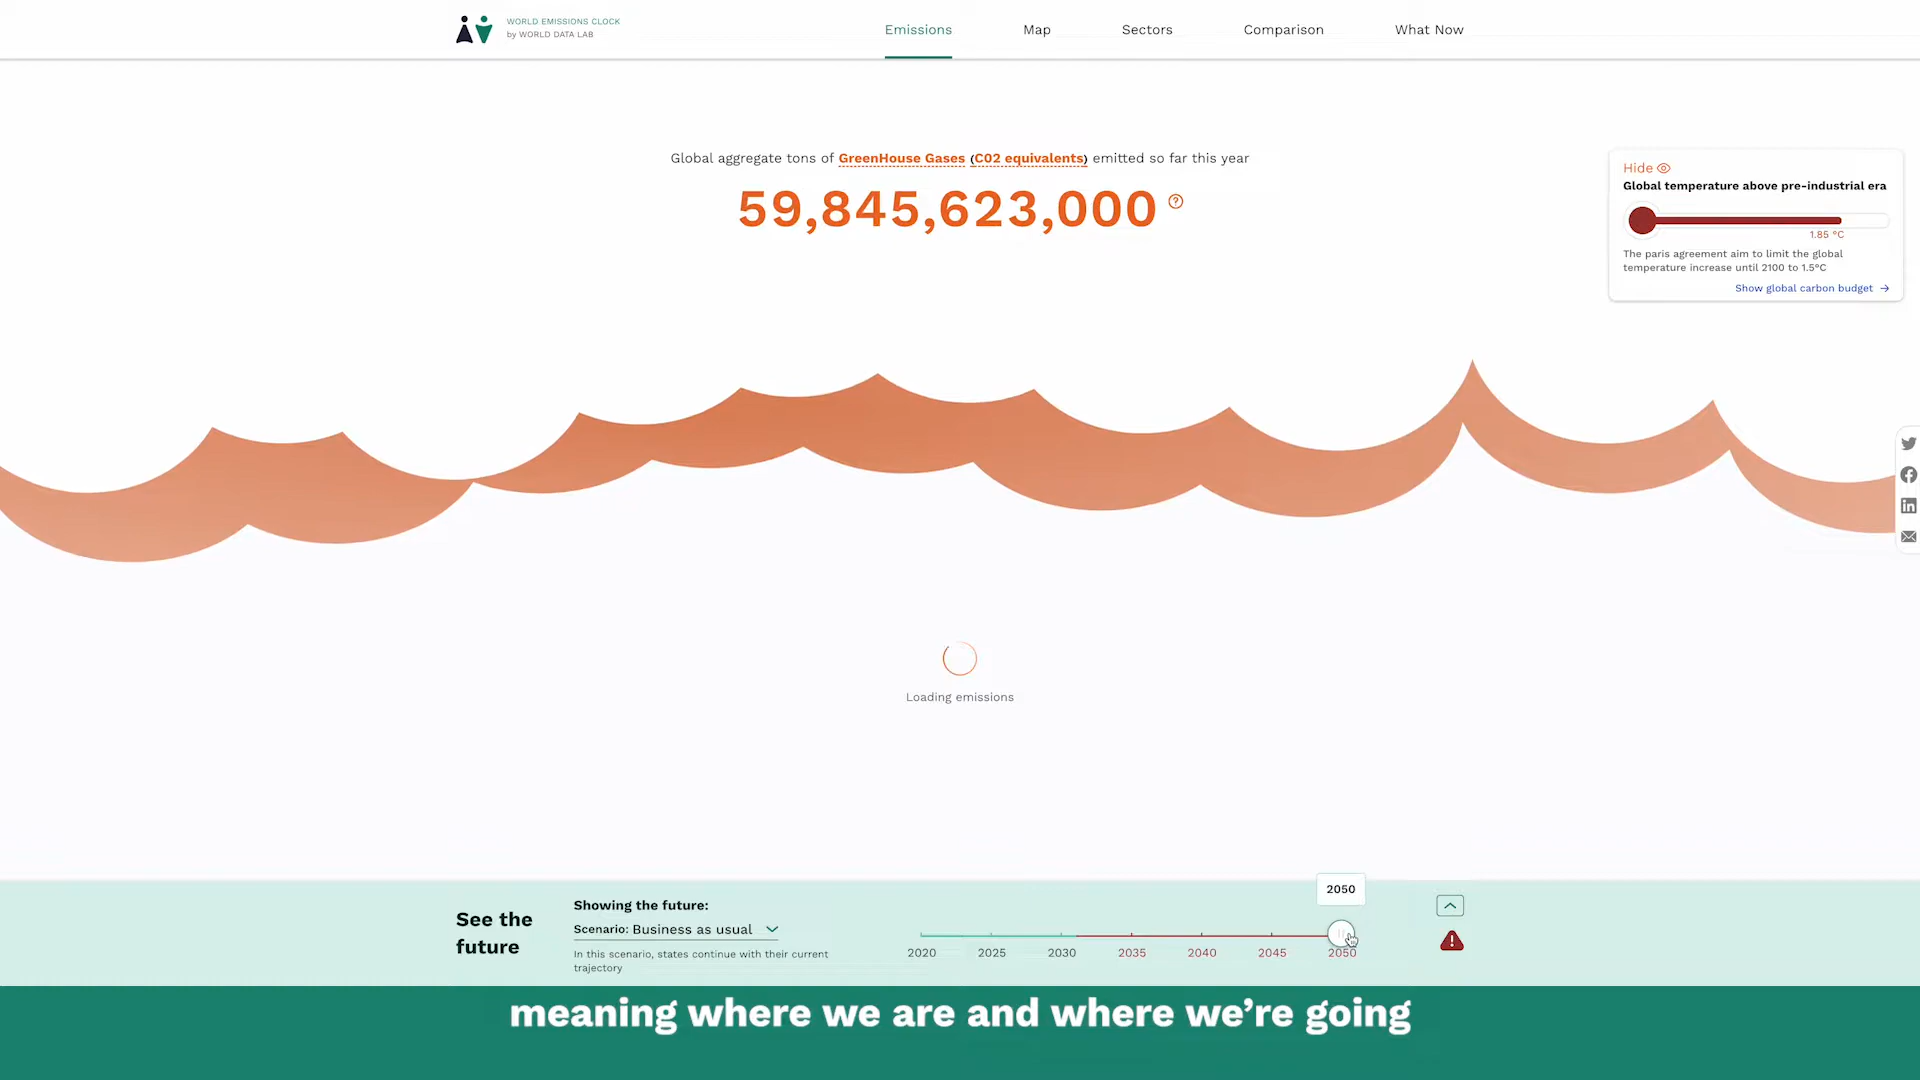 WORLD EMISSIONS CLOCK
by WORLD DATA LAB
Emissions
Map
Sectors
Comparison
What Now
Global aggregate tons of GreenHouse Gases (C02 equivalents) emitted so far this year
59,845,623,000
Hide
Global temperature above pre-industrial era
1.85 °C
The paris agreement aim to limit the global
temperature increase until 2100 to 1.5°C
Show global carbon budget
Loading emissions
See the
future
Showing the future:
Scenario: Business as usual
In this scenario, states continue with their current
trajectory
2050
2020 2025 2030 2035 2040 2045 2050
meaning where we are and where we’re going